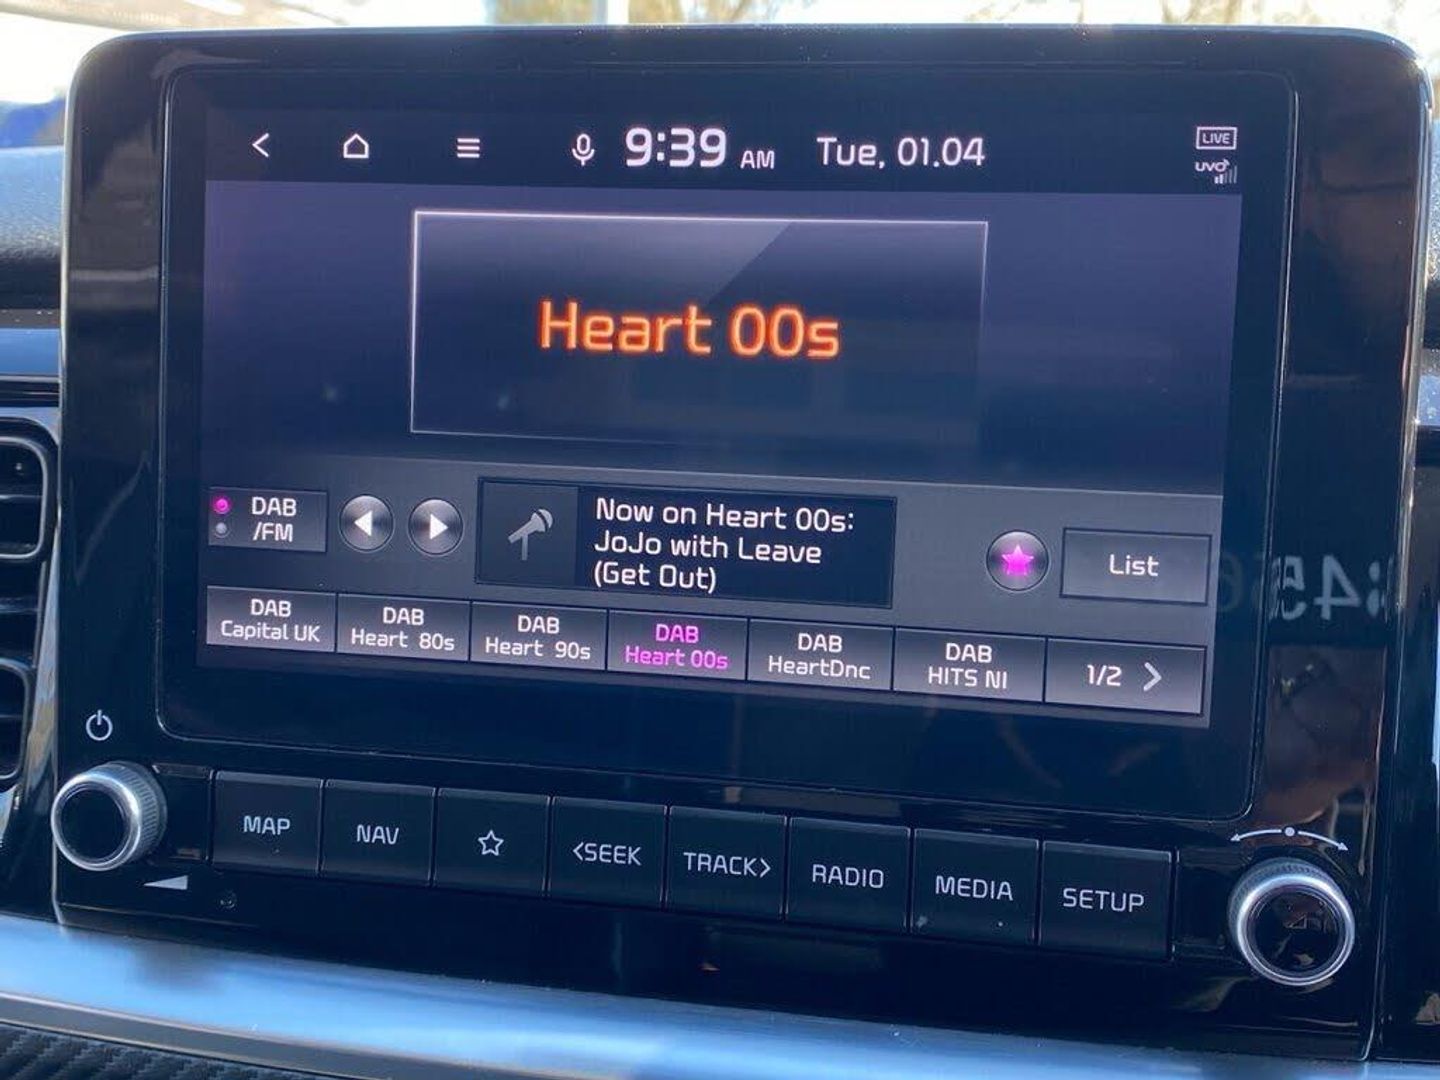 9:39 AM Tue, 01.04
LIVE
UVO
Heart 00s
DAB
/FM
Now on Heart 00s:
JoJo with Leave
(Get Out)
List
DAB
Capital UK
DAB
Heart 80s
DAB
Heart 90s
DAB
Heart 00s
DAB
HeartDnc
DAB
HITS NI
1/2
MAP
NAV
<SEEK
TRACK>
RADIO
MEDIA
SETUP